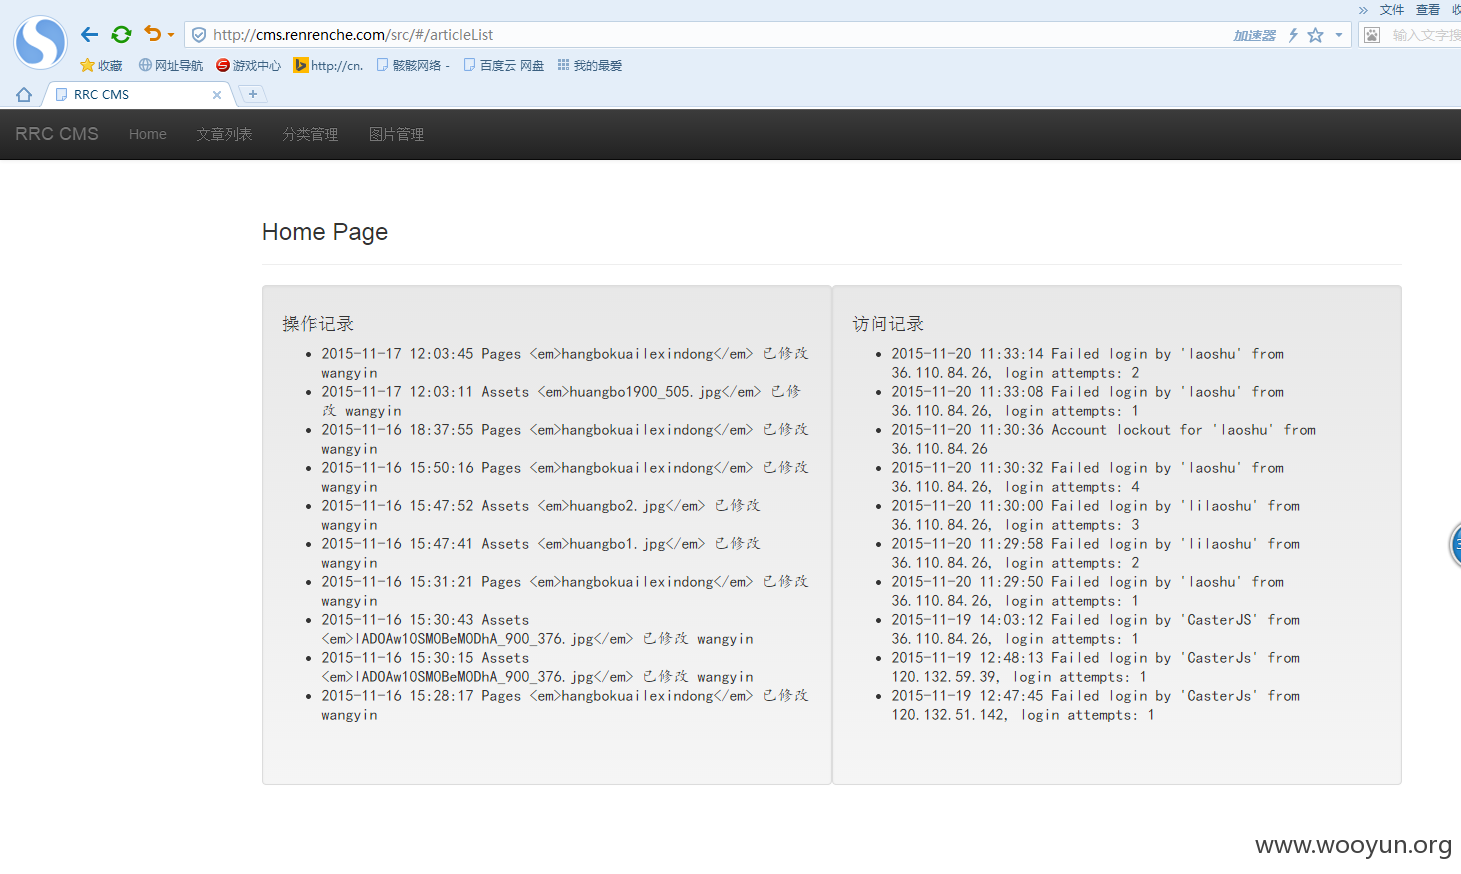 » 文件 查看 收
http://cms.renrenche.com/src/#/articleList 加速器 输入文字搜
收藏 网址导航 游戏中心 http://cn. 骸骸网络 - 百度云 网盘 我的最爱
RRC CMS
RRC CMS Home 文章列表 分类管理 图片管理
Home Page
操作记录
2015-11-17 12:03:45 Pages <em>hangbokuailexindong</em> 已修改
wangyin
2015-11-17 12:03:11 Assets <em>huangbo1900_505.jpg</em> 已修
改 wangyin
2015-11-16 18:37:55 Pages <em>hangbokuailexindong</em> 已修改
wangyin
2015-11-16 15:50:16 Pages <em>hangbokuailexindong</em> 已修改
wangyin
2015-11-16 15:47:52 Assets <em>huangbo2.jpg</em> 已修改
wangyin
2015-11-16 15:47:41 Assets <em>huangbo1.jpg</em> 已修改
wangyin
2015-11-16 15:31:21 Pages <em>hangbokuailexindong</em> 已修改
wangyin
2015-11-16 15:30:43 Assets
<em>lADOAw10SM0BeM0DhA_900_376.jpg</em> 已修改 wangyin
2015-11-16 15:30:15 Assets
<em>lADOAw10SM0BeM0DhA_900_376.jpg</em> 已修改 wangyin
2015-11-16 15:28:17 Pages <em>hangbokuailexindong</em> 已修改
wangyin
访问记录
2015-11-20 11:33:14 Failed login by 'laoshu' from
36.110.84.26, login attempts: 2
2015-11-20 11:33:08 Failed login by 'laoshu' from
36.110.84.26, login attempts: 1
2015-11-20 11:30:36 Account lockout for 'laoshu' from
36.110.84.26
2015-11-20 11:30:32 Failed login by 'laoshu' from
36.110.84.26, login attempts: 4
2015-11-20 11:30:00 Failed login by 'lilaoshu' from
36.110.84.26, login attempts: 3
2015-11-20 11:29:58 Failed login by 'lilaoshu' from
36.110.84.26, login attempts: 2
2015-11-20 11:29:50 Failed login by 'laoshu' from
36.110.84.26, login attempts: 1
2015-11-19 14:03:12 Failed login by 'CasterJS' from
36.110.84.26, login attempts: 1
2015-11-19 12:48:13 Failed login by 'CasterJs' from
120.132.59.39, login attempts: 1
2015-11-19 12:47:45 Failed login by 'CasterJs' from
120.132.51.142, login attempts: 1
www.wooyun.org